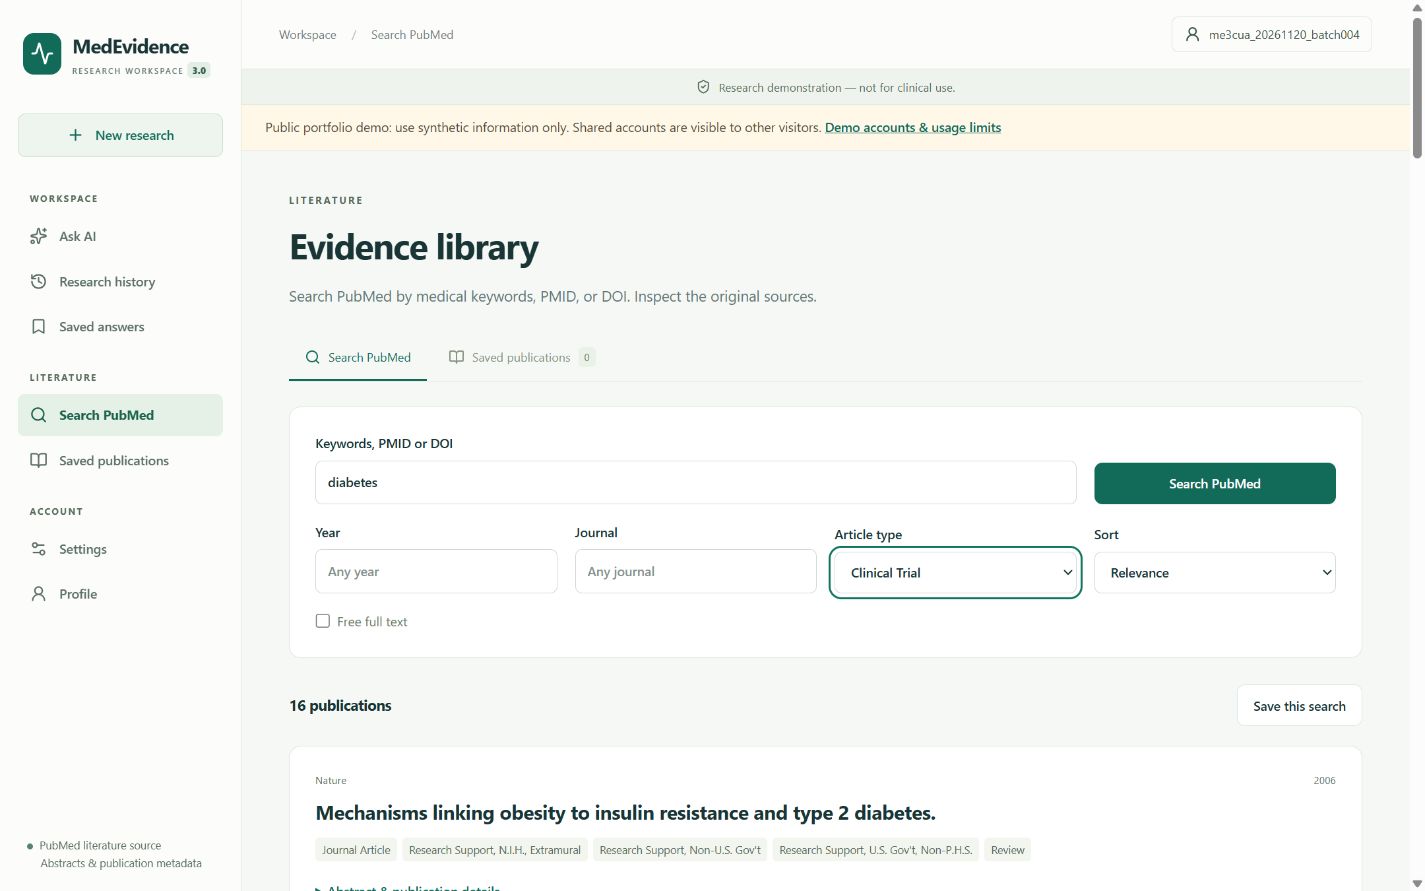 MedEvidence
RESEARCH WORKSPACE 3.0
New research
WORKSPACE
Ask AI
Research history
Saved answers
LITERATURE
Search PubMed
Saved publications
ACCOUNT
Settings
Profile
PubMed literature source
Abstracts & publication metadata
Workspace / Search PubMed
me3cua_20261120_batch004
Research demonstration — not for clinical use.
Public portfolio demo: use synthetic information only. Shared accounts are visible to other visitors. Demo accounts & usage limits
LITERATURE
Evidence library
Search PubMed by medical keywords, PMID, or DOI. Inspect the original sources.
Search PubMed
Saved publications 0
Keywords, PMID or DOI
diabetes
Search PubMed
Year
Journal
Article type
Sort
Any year
Any journal
Clinical Trial
Relevance
Free full text
16 publications
Save this search
Nature
2006
Mechanisms linking obesity to insulin resistance and type 2 diabetes.
Journal Article
Research Support, N.I.H., Extramural
Research Support, Non-U.S. Gov't
Research Support, U.S. Gov't, Non-P.H.S.
Review
Abstract & publication details